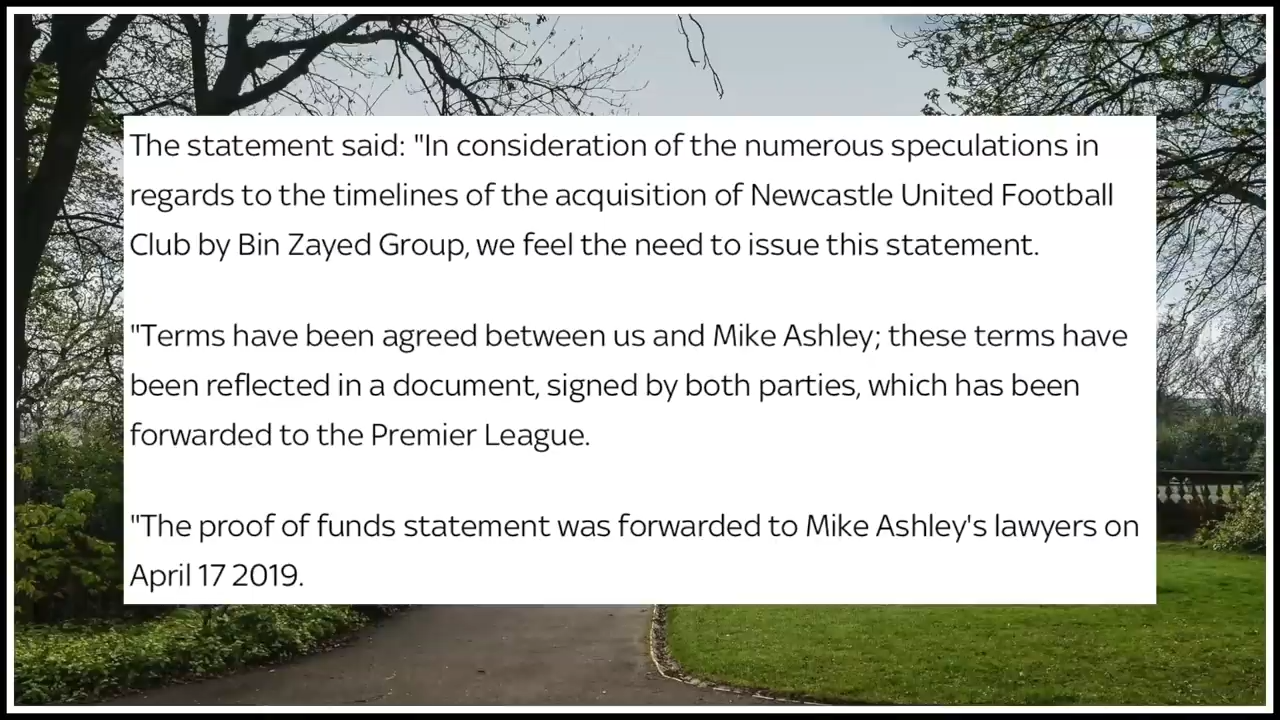 The statement said: "In consideration of the numerous speculations in
regards to the timelines of the acquisition of Newcastle United Football
Club by Bin Zayed Group, we feel the need to issue this statement.
"Terms have been agreed between us and Mike Ashley; these terms have
been reflected in a document, signed by both parties, which has been
forwarded to the Premier League.
"The proof of funds statement was forwarded to Mike Ashley's lawyers on
April 17 2019.